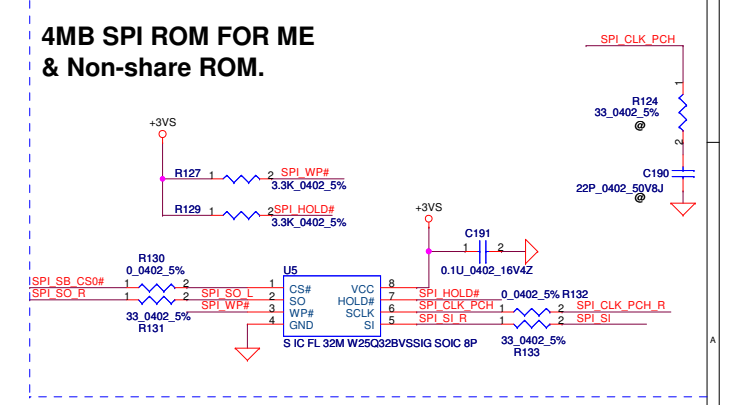 4MB SPI ROM FOR ME
& Non-share ROM.
SPI_CLK_PCH
1
R124
33_0402_5%
@
2
C190
22P_0402_50V8J
@
+3VS
R127 1 2 SPI_WP#
3.3K_0402_5%
R129 1 2 SPI_HOLD#
3.3K_0402_5%
+3VS
C191
1 2
0.1U_0402_16V4Z
R130
0_0402_5%
SPI_SB_CS0# 1 2
SPI_SO_R 1 2 SPI_SO_L
SPI_WP#
33_0402_5%
R131
U5
1 CS# VCC 8
2 SO HOLD# 7
3 WP# SCLK 6
4 GND SI 5
S IC FL 32M W25Q32BVSSIG SOIC 8P
SPI_HOLD# 0_0402_5% R132
SPI_CLK_PCH 1 2 SPI_CLK_PCH_R
SPI_SI_R 1 2 SPI_SI
33_0402_5%
R133
A